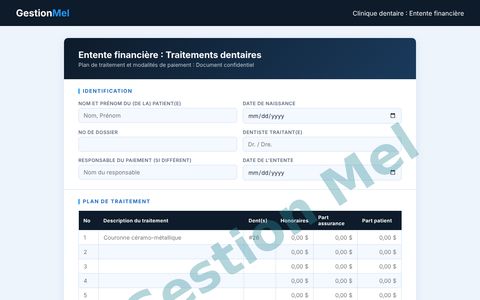 GestionMel
Clinique dentaire : Entente financière
Entente financière : Traitements dentaires
Plan de traitement et modalités de paiement : Document confidentiel
IDENTIFICATION
NOM ET PRÉNOM DU (DE LA) PATIENT(E)
DATE DE NAISSANCE
Nom, Prénom
mm/dd/yyyy
NO DE DOSSIER
DENTISTE TRAITANT(E)
Dr. / Dre.
RESPONSABLE DU PAIEMENT (SI DIFFÉRENT)
DATE DE L'ENTENTE
Nom du responsable
mm/dd/yyyy
PLAN DE TRAITEMENT
No Description du traitement Dent(s) Honoraires Part assurance Part patient
1 Couronne céramo-métallique #26 0,00 $ 0,00 $ 0,00 $
2 0,00 $ 0,00 $ 0,00 $
3 0,00 $ 0,00 $ 0,00 $
4 0,00 $ 0,00 $ 0,00 $
5 0,00 $ 0,00 $ 0,00 $
Gestion Mel